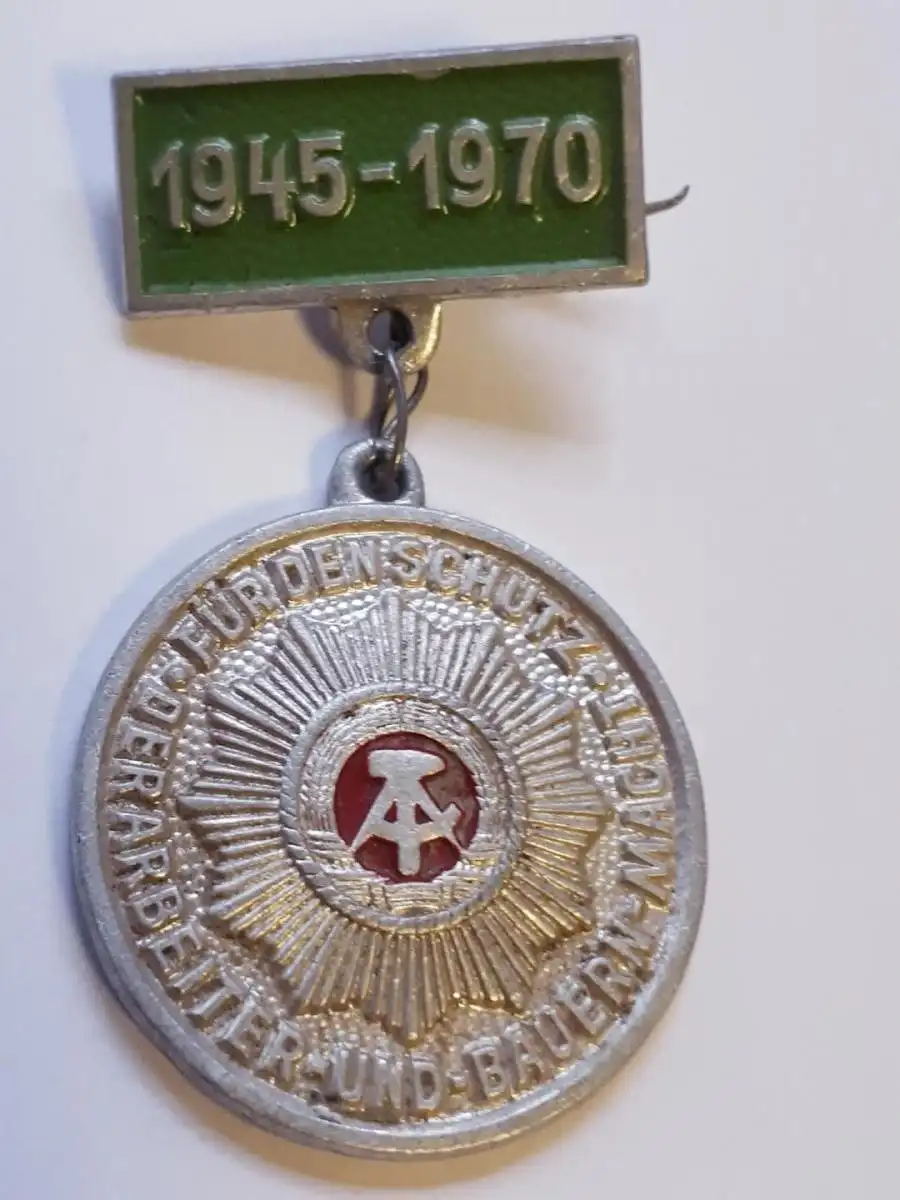 1945-1970
FÜR DEN SCHUTZ
DER ARBEITER-UND-BAUERN-MACHT